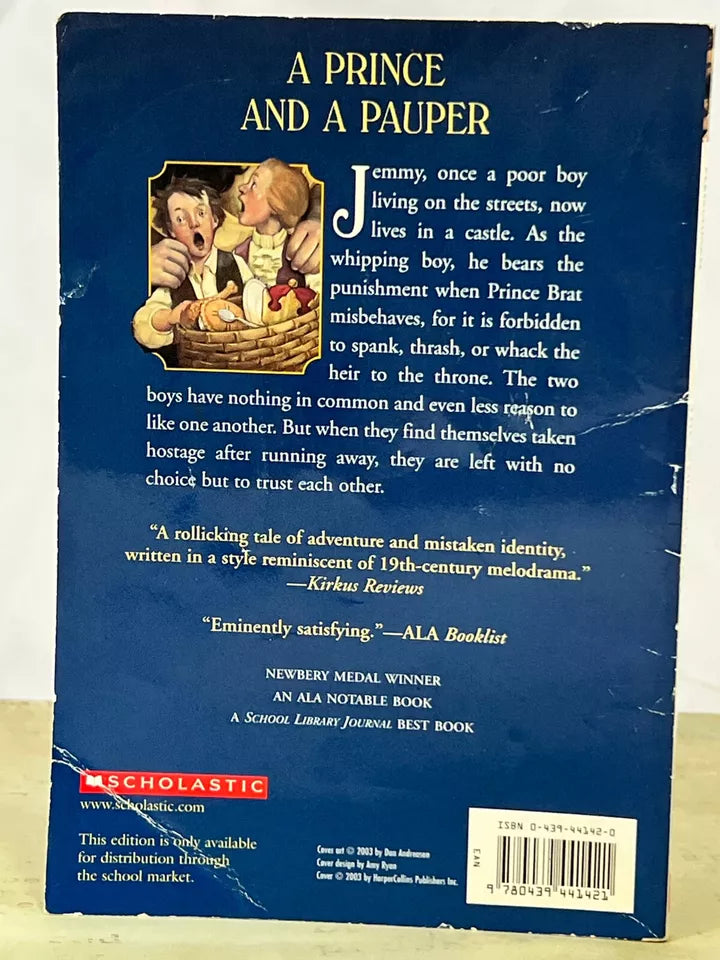 A PRINCE
AND A PAUPER
Jemmy, once a poor boy
living on the streets, now
lives in a castle. As the
whipping boy, he bears the
punishment when Prince Brat
misbehaves, for it is forbidden
to spank, thrash, or whack the
heir to the throne. The two
boys have nothing in common and even less reason to
like one another. But when they find themselves taken
hostage after running away, they are left with no
choice but to trust each other.
“A rollicking tale of adventure and mistaken identity,
written in a style reminiscent of 19th-century melodrama.”
—Kirkus Reviews
“Eminently satisfying.”—ALA Booklist
NEWBERY MEDAL WINNER
AN ALA NOTABLE BOOK
A SCHOOL LIBRARY JOURNAL BEST BOOK
SCHOLASTIC
www.scholastic.com
This edition is only available
for distribution through
the school market.
Cover art © 2003 by Dan Andreasen
Cover design by Amy Ryan
Cover © 2003 by HarperCollins Publishers Inc.
ISBN 0-439-44142-0
EAN
9 780439 441421